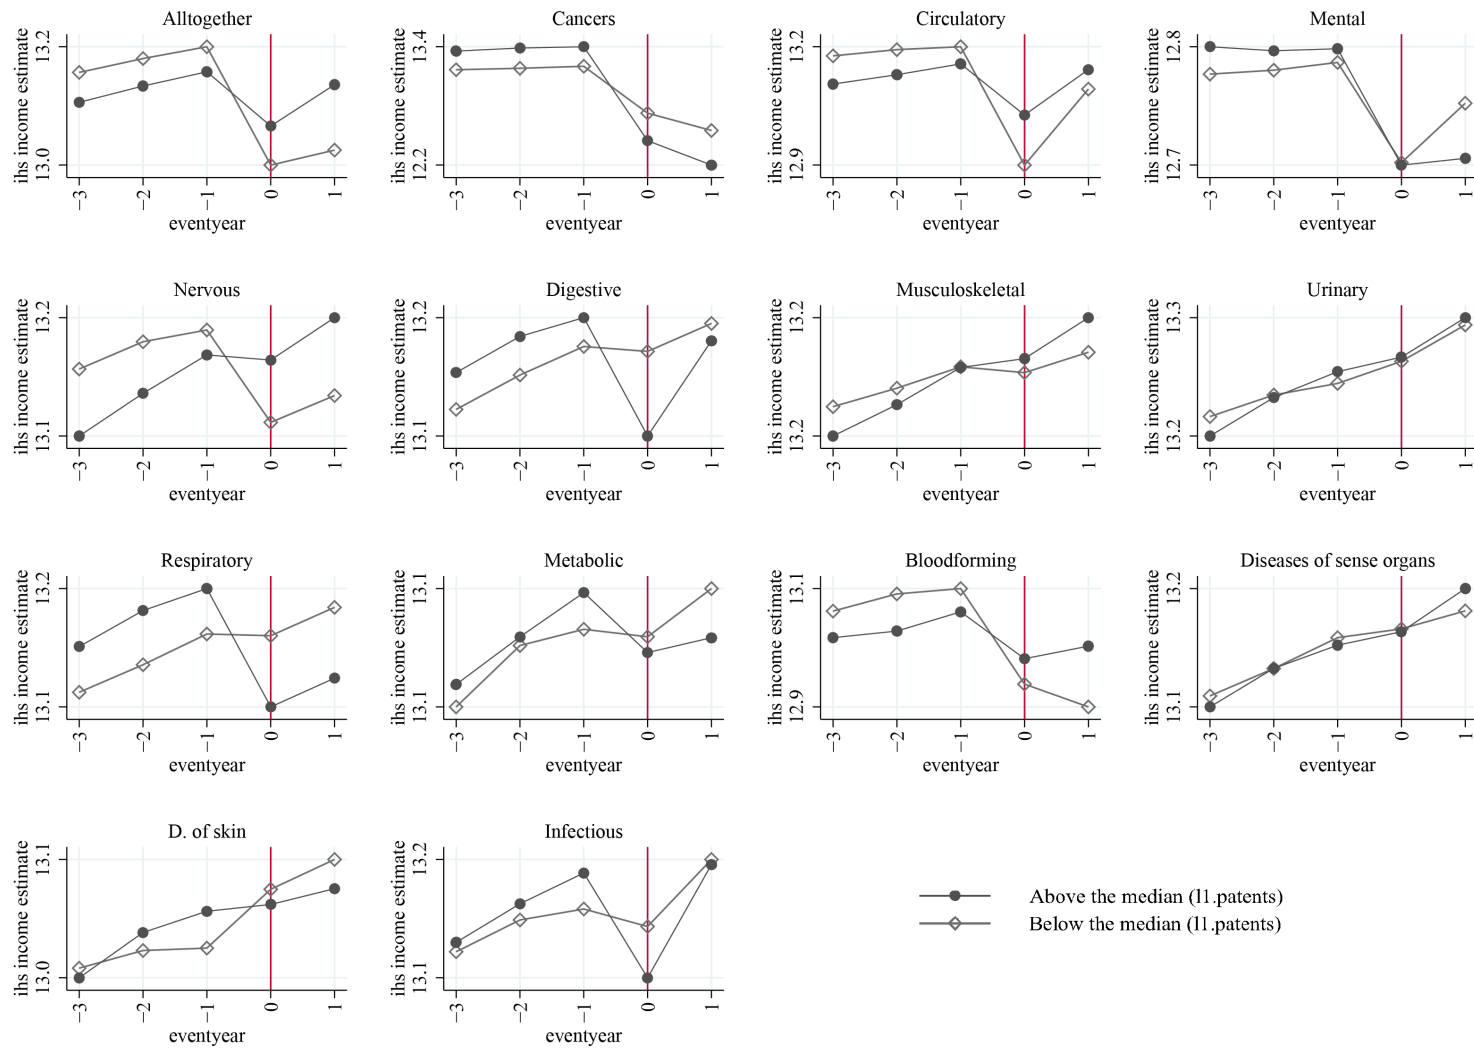 Alltogether
ihs income estimate
13.2
13.0
−3 −2 −1 0 1
eventyear
Cancers
ihs income estimate
13.4
12.2
−3 −2 −1 0 1
eventyear
Circulatory
ihs income estimate
13.2
12.9
−3 −2 −1 0 1
eventyear
Mental
ihs income estimate
12.8
12.7
−3 −2 −1 0 1
eventyear
Nervous
ihs income estimate
13.2
13.1
−3 −2 −1 0 1
eventyear
Digestive
ihs income estimate
13.2
13.1
−3 −2 −1 0 1
eventyear
Musculoskeletal
ihs income estimate
13.2
13.2
−3 −2 −1 0 1
eventyear
Urinary
ihs income estimate
13.3
13.2
−3 −2 −1 0 1
eventyear
Respiratory
ihs income estimate
13.2
13.1
−3 −2 −1 0 1
eventyear
Metabolic
ihs income estimate
13.1
13.1
−3 −2 −1 0 1
eventyear
Bloodforming
ihs income estimate
13.1
12.9
−3 −2 −1 0 1
eventyear
Diseases of sense organs
ihs income estimate
13.2
13.1
−3 −2 −1 0 1
eventyear
D. of skin
ihs income estimate
13.1
13.0
−3 −2 −1 0 1
eventyear
Infectious
ihs income estimate
13.2
13.1
−3 −2 −1 0 1
eventyear
Above the median (l1.patents)
Below the median (l1.patents)